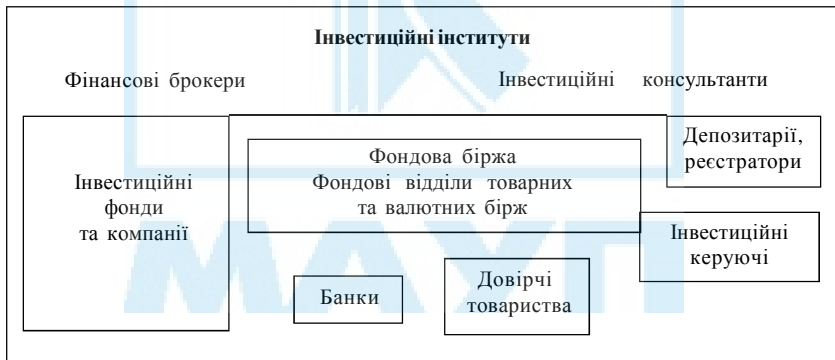 Інвестиційні інститути
Фінансові брокери
Інвестиційні консультанти
Інвестиційні
фонди
та компанії
Фондова біржа
Фондові відділи товарних
та валютних бірж
Депозитарії,
реєстратори
Інвестиційні
керуючі
Банки
Довірчі
товариства
МАУП